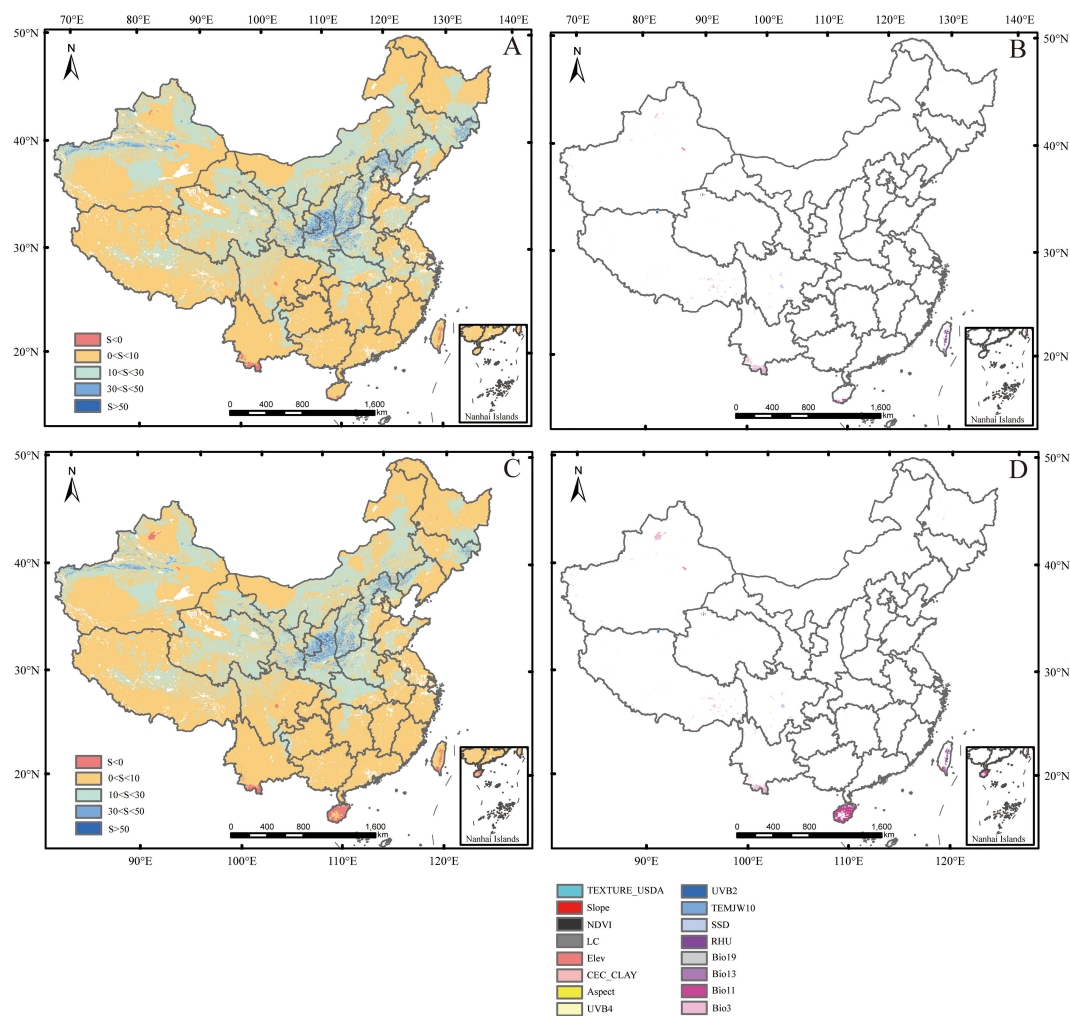 70°E 80°E 90°E 100°E 110°E 120°E 130°E 140°E
70°E 80°E 90°E 100°E 110°E 120°E 130°E 140°E
50°N
N
A
N
B
50°N
40°N
40°N
30°N
30°N
20°N
20°N
S<0
0<S<10
10<S<30
30<S<50
S>50
0 400 800 1,600
km
Nanhai Islands
0 400 800 1,600
km
Nanhai Islands
50°N
N
C
N
D
50°N
40°N
40°N
30°N
30°N
20°N
20°N
S<0
0<S<10
10<S<30
30<S<50
S>50
0 400 800 1,600
km
Nanhai Islands
0 400 800 1,600
km
Nanhai Islands
90°E 100°E 110°E 120°E
90°E 100°E 110°E 120°E
TEXTURE_USDA
Slope
NDVI
LC
Elev
CEC_CLAY
Aspect
UVB4
UVB2
TEMJW10
SSD
RHU
Bio19
Bio13
Bio11
Bio3